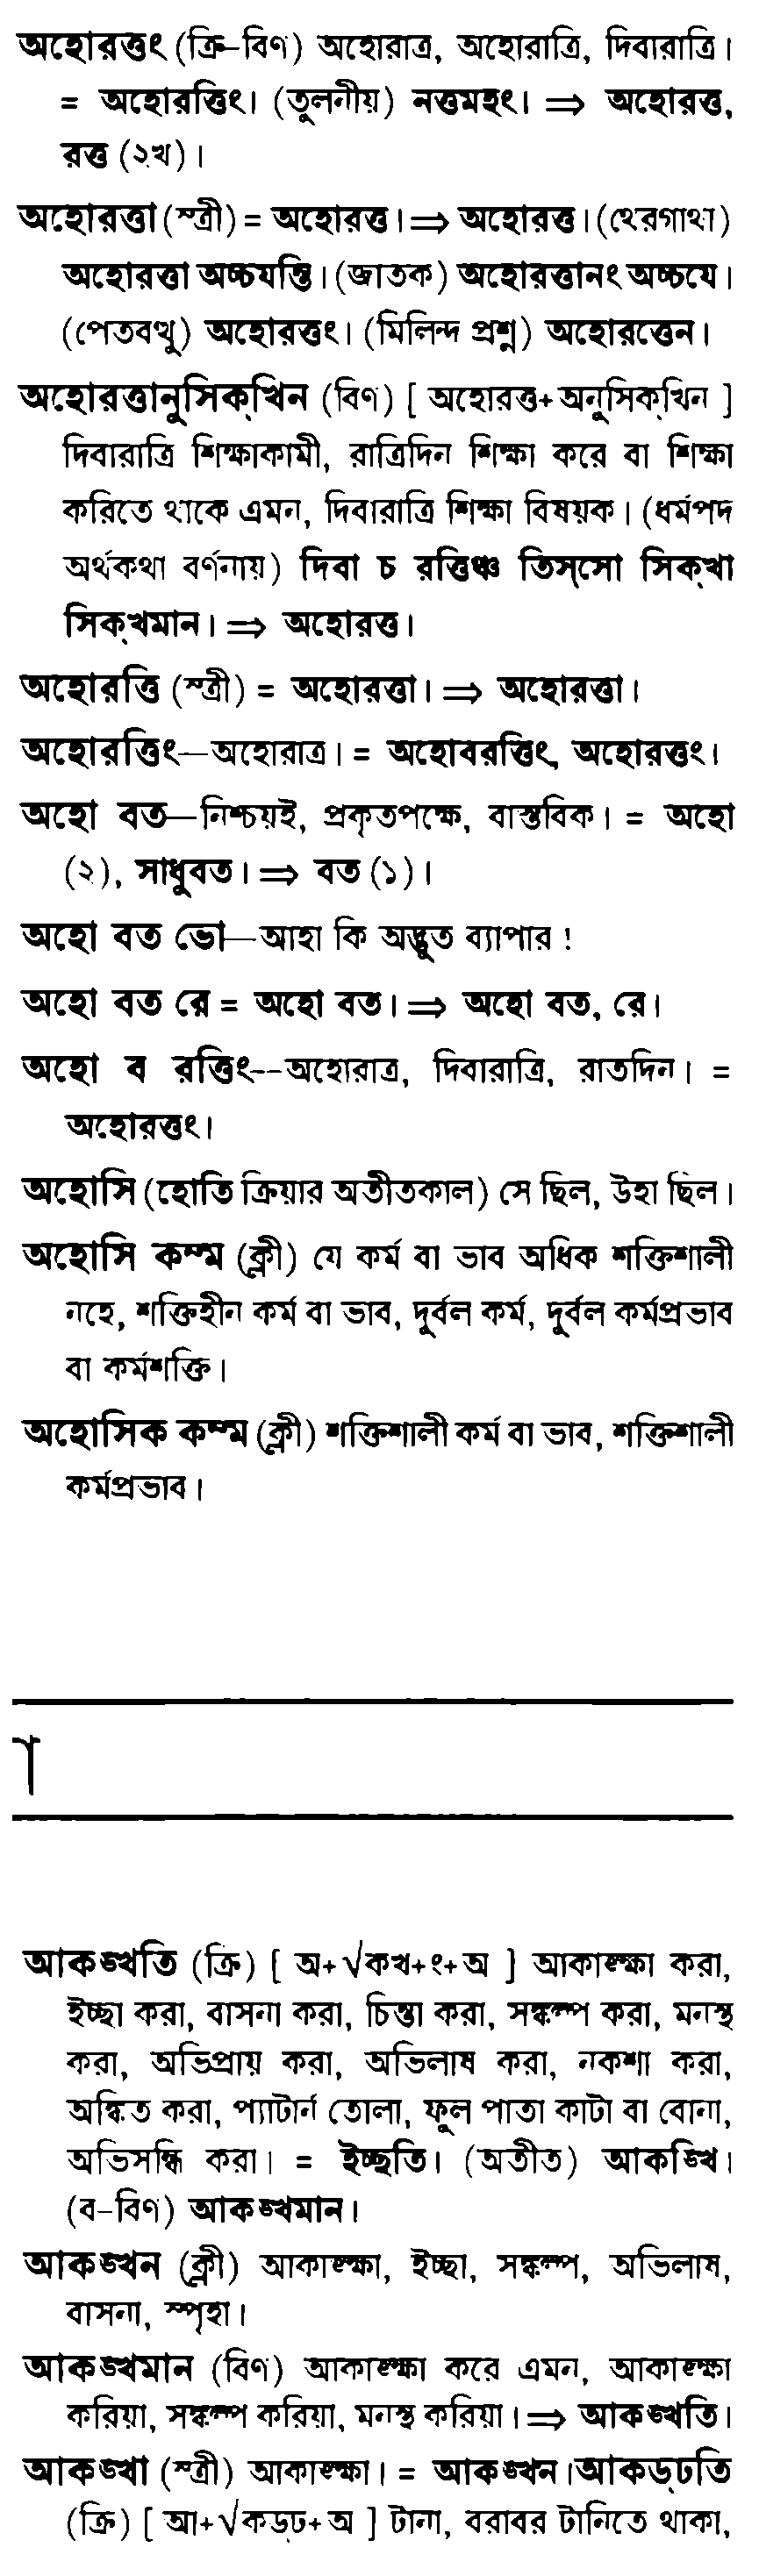 অহোরত্তং (ক্রি-বিণ) অহোরাত্র, অহোরাত্রি, দিবারাত্রি।
= অহোরত্তিং। (তুলনীয়) নত্তমহং। ⇒ অহোরত্ত,
রত্ত (২খ)।
অহোরত্তা (স্ত্রী) = অহোরত্ত। ⇒ অহোরত্ত। (থেরগাথা)
অহোরত্তা অচ্চযন্তি। (জাতক) অহোরত্তানং অচ্চযে।
(পেতবত্থু) অহোরত্তং। (মিলিন্দ প্রশ্ন) অহোরত্তেন।
অহোরত্তানুসিক্খিন (বিণ) [ অহোরত্ত+অনুসিক্খিন ]
দিবারাত্রি শিক্ষাকামী, রাত্রিদিন শিক্ষা করে বা শিক্ষা
করিতে থাকে এমন, দিবারাত্রি শিক্ষা বিষয়ক। (ধর্মপদ
অর্থকথা বর্ণনায়) দিবা চ রত্তিঞ্চ তিস্সো সিক্খা
সিক্খমান। ⇒ অহোরত্ত।
অহোরত্তি (স্ত্রী) = অহোরত্তা। ⇒ অহোরত্তা।
অহোরত্তিং—অহোরাত্র। = অহোবরত্তিং, অহোরত্তং।
অহো বত—নিশ্চয়ই, প্রকৃতপক্ষে, বাস্তবিক। = অহো
(২), সাধুবত। ⇒ বত (১)।
অহো বত ভো—আহা কি অদ্ভুত ব্যাপার !
অহো বত রে = অহো বত। ⇒ অহো বত, রে।
অহো ব রত্তিং--অহোরাত্র, দিবারাত্রি, রাতদিন। =
অহোরত্তং।
অহোসি (হোতি ক্রিয়ার অতীতকাল) সে ছিল, উহা ছিল।
অহোসি কম্ম (ক্লী) যে কর্ম বা ভাব অধিক শক্তিশালী
নহে, শক্তিহীন কর্ম বা ভাব, দুর্বল কর্ম, দুর্বল কর্মপ্রভাব
বা কর্মশক্তি।
অহোসিক কম্ম (ক্লী) শক্তিশালী কর্ম বা ভাব, শক্তিশালী
কর্মপ্রভাব।
া
আকঙ্খতি (ক্রি) [ অ+√কখ+ং+অ ] আকাঙ্ক্ষা করা,
ইচ্ছা করা, বাসনা করা, চিন্তা করা, সঙ্কল্প করা, মনস্থ
করা, অভিপ্রায় করা, অভিলাষ করা, নকশা করা,
অঙ্কিত করা, প্যাটার্ন তোলা, ফুল পাতা কাটা বা বোনা,
অভিসন্ধি করা। = ইচ্ছতি। (অতীত) আকঙ্খি।
(ব-বিণ) আকঙ্খমান।
আকঙ্খন (ক্লী) আকাঙ্ক্ষা, ইচ্ছা, সঙ্কল্প, অভিলাষ,
বাসনা, স্পৃহা।
আকঙ্খমান (বিণ) আকাঙ্ক্ষা করে এমন, আকাঙ্ক্ষা
করিয়া, সঙ্কল্প করিয়া, মনস্থ করিয়া। ⇒ আকঙ্খতি।
আকঙ্খা (স্ত্রী) আকাঙ্ক্ষা। = আকঙ্খন।আকড্ঢতি
(ক্রি) [ আ+√কড্ঢ+অ ] টানা, বরাবর টানিতে থাকা,